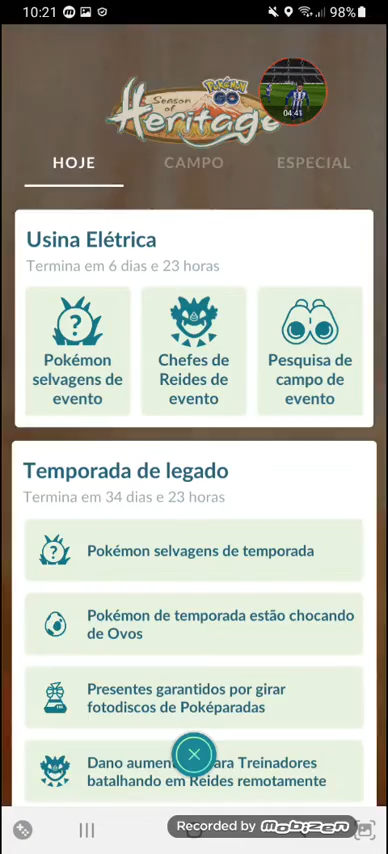 10:21
98%
POKÉMON GO
Season of
Heritage
04:41
HOJE
CAMPO
ESPECIAL
Usina Elétrica
Termina em 6 dias e 23 horas
Pokémon selvagens de evento
Chefes de Reides de evento
Pesquisa de campo de evento
Temporada de legado
Termina em 34 dias e 23 horas
Pokémon selvagens de temporada
Pokémon de temporada estão chocando
de Ovos
Presentes garantidos por girar
fotodiscos de Poképaradas
Dano aumen ara Treinadores
batalhando em Reides remotamente
Recorded by MOBIZEN